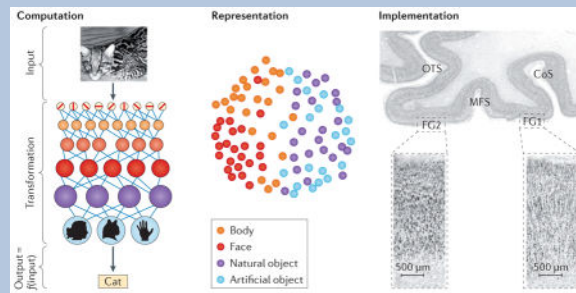 Computation
Input
Transformation
Output =
f(input)
Cat
Representation
Body
Face
Natural object
Artificial object
Implementation
OTS
CoS
MFS
FG2
FG1
500 µm
500 µm